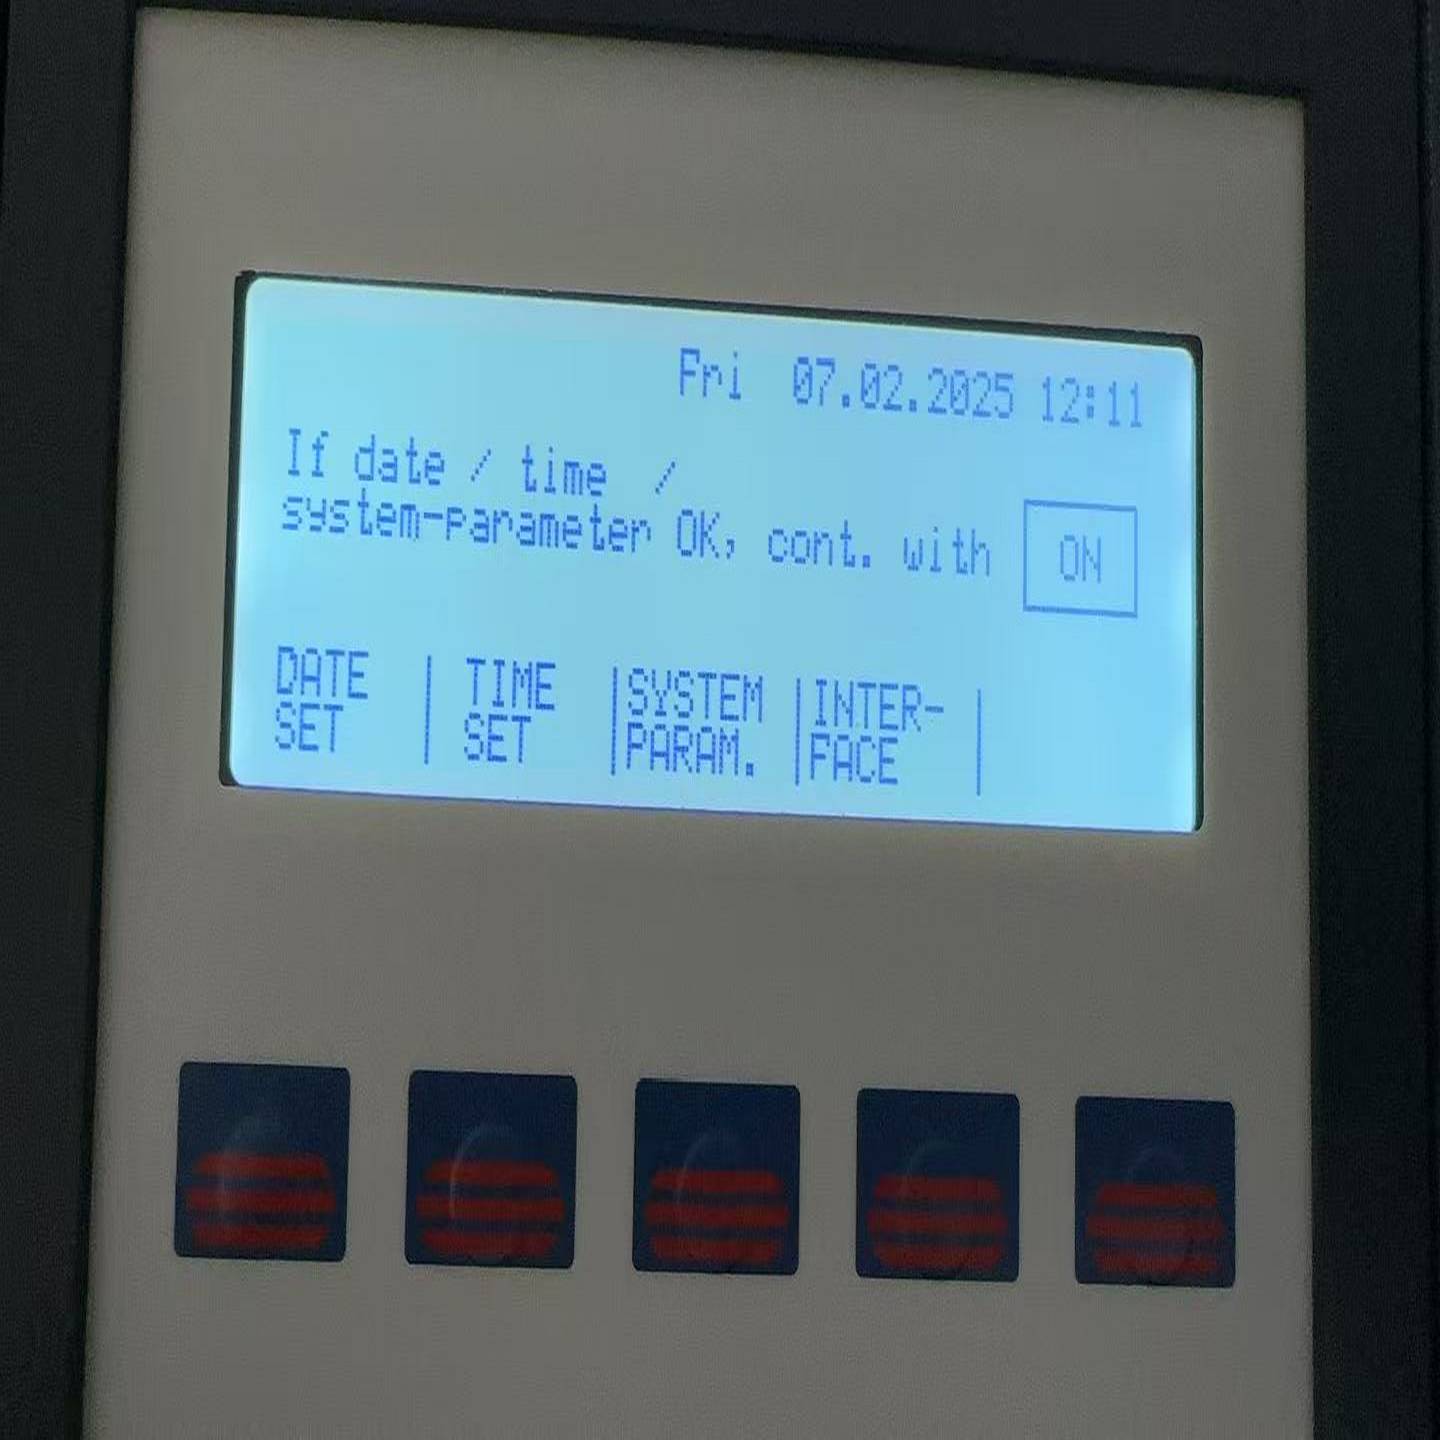 Fri 07.02.2025 12:11
If date / time /
system-parameter OK, cont. with ON
DATE SET | TIME SET | SYSTEM PARAM. | INTER-FACE |